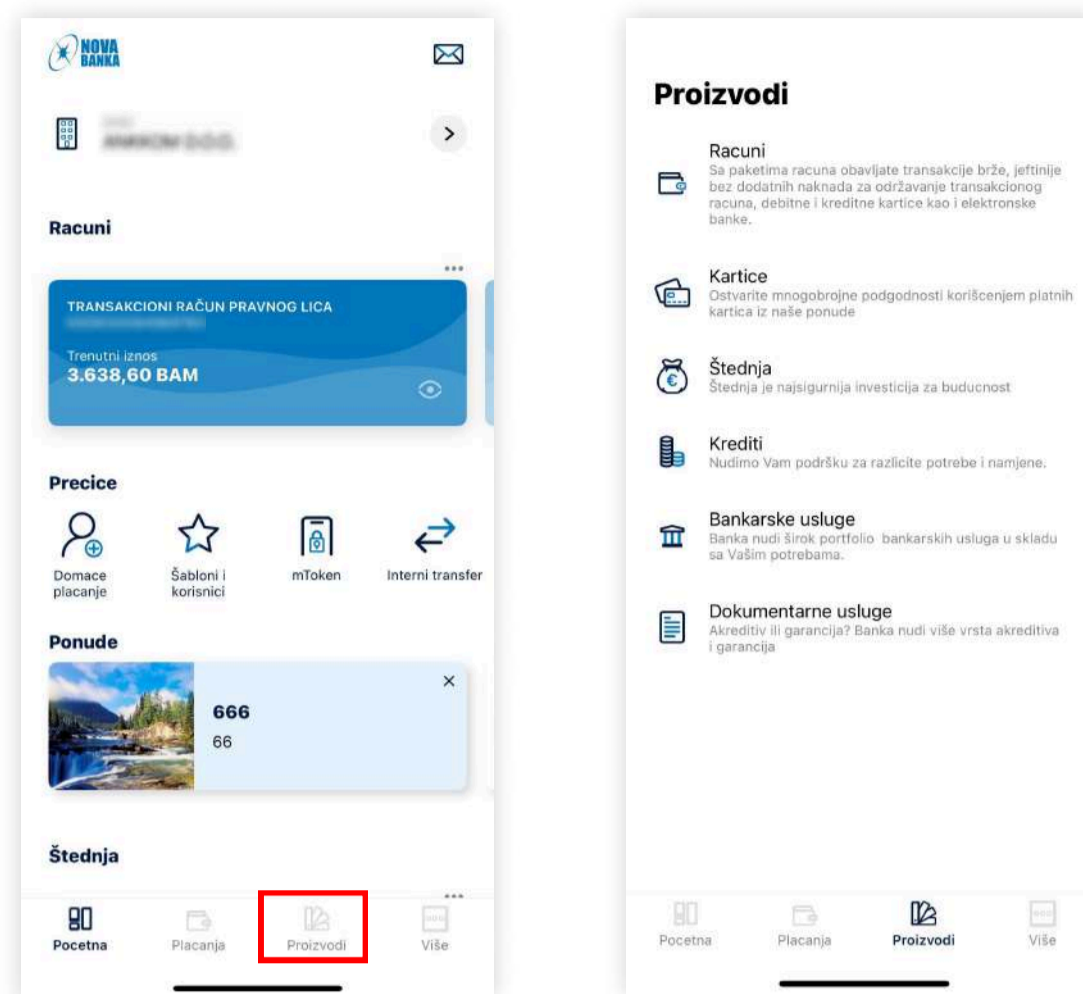 NOVA
BANKA
Racuni
TRANSAKCIONI RAČUN PRAVNOG LICA
Trenutni iznos
3.638,60 BAM
Precice
Domace
placanje
Šabloni i
korisnici
mToken
Interni transfer
Ponude
666
66
Štednja
Pocetna
Placanja
Proizvodi
Više
Proizvodi
Racuni
Sa paketima racuna obavljate transakcije brže, jeftinije
bez dodatnih naknada za održavanje transakcionog
racuna, debitne i kreditne kartice kao i elektronske
banke.
Kartice
Ostvarite mnogobrojne podgodnosti korišcenjem platnih
kartica iz naše ponude
Štednja
Štednja je najsigurnija investicija za buducnost
Krediti
Nudimo Vam podršku za razlicite potrebe i namjene.
Bankarske usluge
Banka nudi širok portfolio bankarskih usluga u skladu
sa Vašim potrebama.
Dokumentarne usluge
Akreditiv ili garancija? Banka nudi više vrsta akreditiva
i garancija
Pocetna
Placanja
Proizvodi
Više